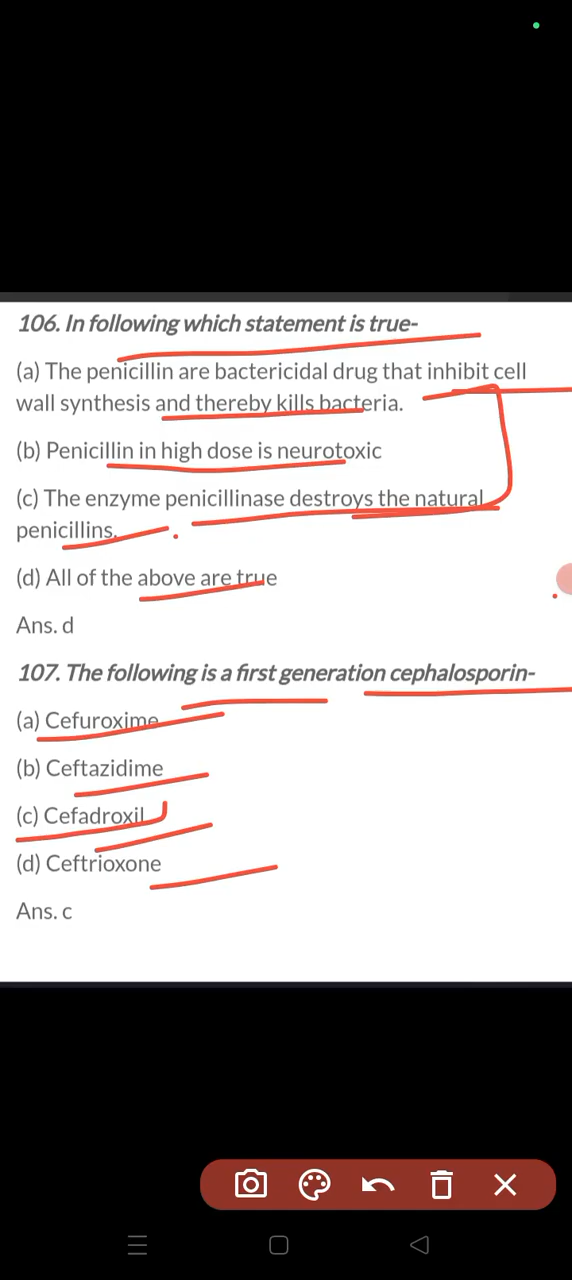 106. In following which statement is true-
(a) The penicillin are bactericidal drug that inhibit cell
wall synthesis and thereby kills bacteria.
(b) Penicillin in high dose is neurotoxic
(c) The enzyme penicillinase destroys the natural
penicillins.
(d) All of the above are true
Ans. d
107. The following is a first generation cephalosporin-
(a) Cefuroxime
(b) Ceftazidime
(c) Cefadroxil
(d) Ceftrioxone
Ans. c